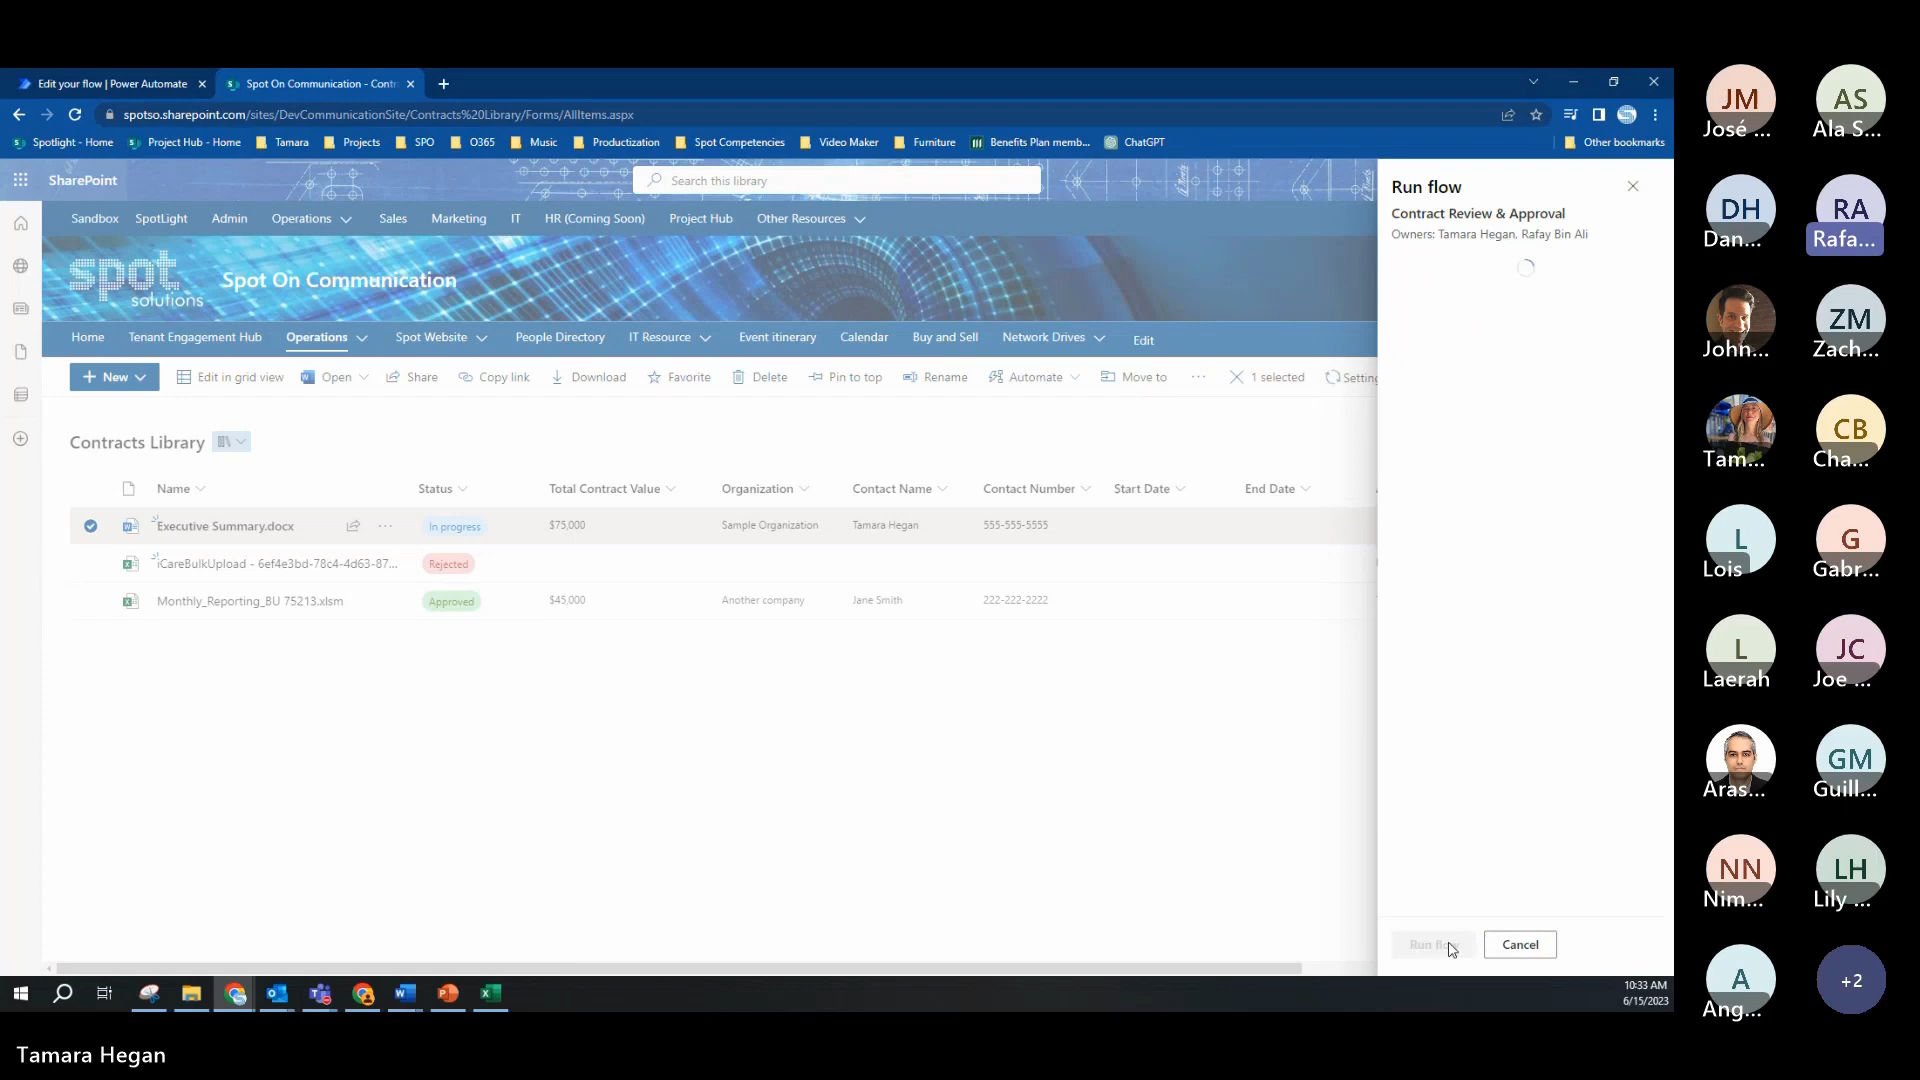 Edit your flow | Power Automate
Spot On Communication - Contr
spotso.sharepoint.com/sites/DevCommunicationSite/Contracts%20Library/Forms/AllItems.aspx
Spotlight - Home
Project Hub - Home
Tamara
Projects
SPO
O365
Music
Productization
Spot Competencies
Video Maker
Furniture
Benefits Plan memb...
ChatGPT
Other bookmarks
SharePoint
Search this library
Sandbox
SpotLight
Admin
Operations
Sales
Marketing
IT
HR (Coming Soon)
Project Hub
Other Resources
spot
solutions
Spot On Communication
Home
Tenant Engagement Hub
Operations
Spot Website
People Directory
IT Resource
Event itinerary
Calendar
Buy and Sell
Network Drives
Edit
New
Edit in grid view
Open
Share
Copy link
Download
Favorite
Delete
Pin to top
Rename
Automate
Move to
1 selected
Setting
Contracts Library
Name
Status
Total Contract Value
Organization
Contact Name
Contact Number
Start Date
End Date
Executive Summary.docx
In progress
$75,000
Sample Organization
Tamara Hegan
555-555-5555
iCareBulkUpload - 6ef4e3bd-78c4-4d63-87...
Rejected
Monthly_Reporting_BU 75213.xlsm
Approved
$45,000
Another company
Jane Smith
222-222-2222
Run flow
Contract Review & Approval
Owners: Tamara Hegan, Rafay Bin Ali
Run flow
Cancel
10:33 AM
6/15/2023
Tamara Hegan
JM
José ...
AS
Ala S...
DH
Dan...
RA
Rafa...
John...
ZM
Zach...
Tam...
CB
Cha...
L
Lois
G
Gabr...
L
Laerah
JC
Joe ...
Aras...
GM
Guill...
NN
Nim...
LH
Lily ...
A
Ang...
+2